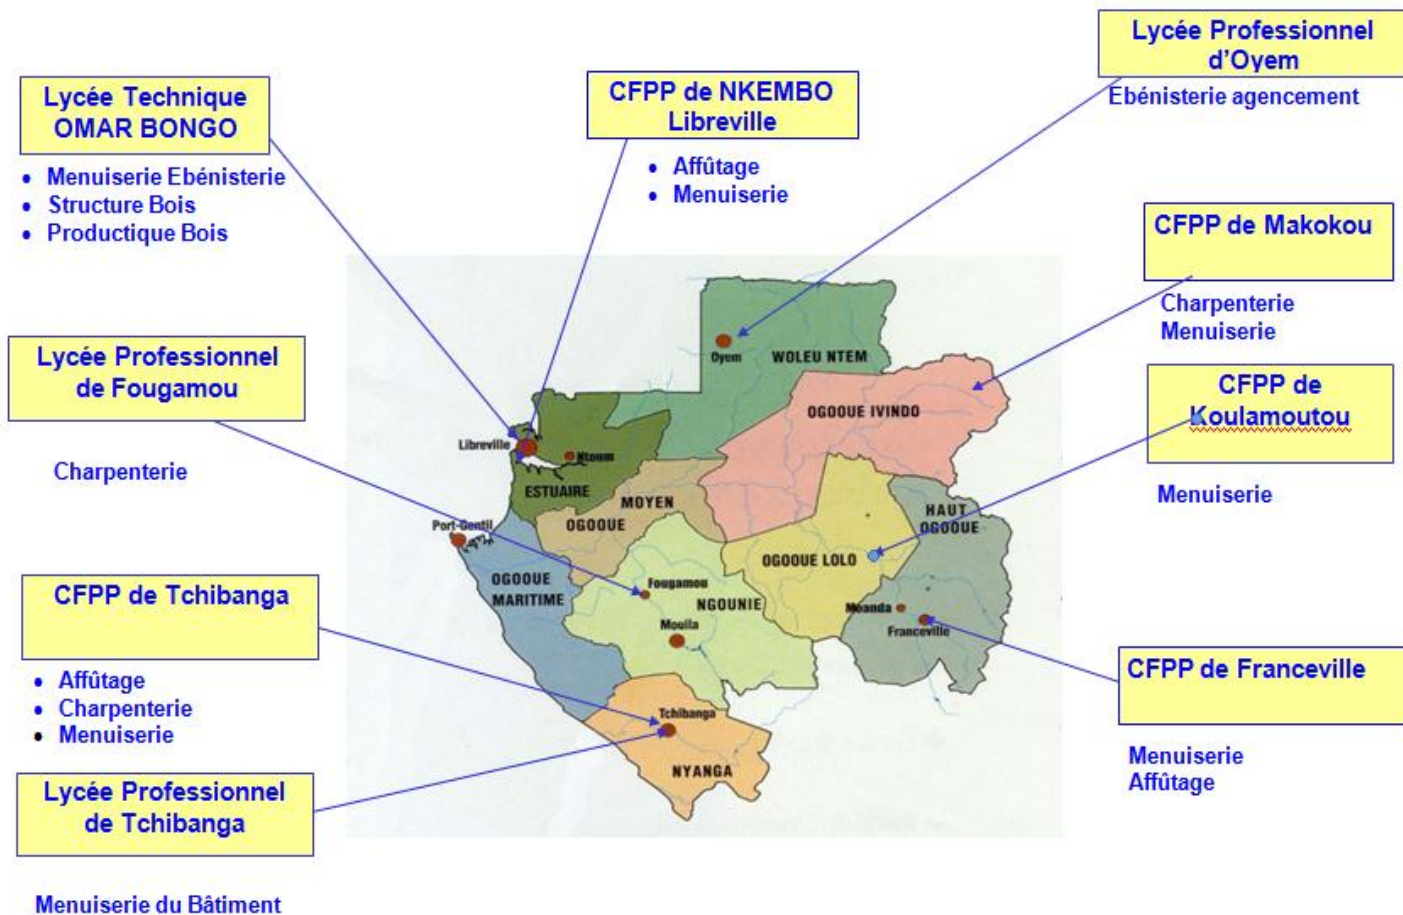 Lycée Technique
OMAR BONGO
• Menuiserie Ebénisterie
• Structure Bois
• Productique Bois
CFPP de NKEMBO
Libreville
• Affûtage
• Menuiserie
Lycée Professionnel
d'Oyem
Ebénisterie agencement
CFPP de Makokou
Charpenterie
Menuiserie
Lycée Professionnel
de Fougamou
Charpenterie
CFPP de
Koulamoutou
Menuiserie
CFPP de Tchibanga
• Affûtage
• Charpenterie
• Menuiserie
Lycée Professionnel
de Tchibanga
Menuiserie du Bâtiment
CFPP de Franceville
Menuiserie
Affûtage
Oyem
WOLEU NTEM
OGOOUE IVINDO
Libreville
Ntoum
ESTUAIRE
MOYEN
OGOOUE
HAUT
OGOOUE
Port-Gentil
OGOOUE
MARITIME
OGOOUE LOLO
Fougamou
NGOUNIE
Mouila
Moanda
Franceville
Tchibanga
NYANGA